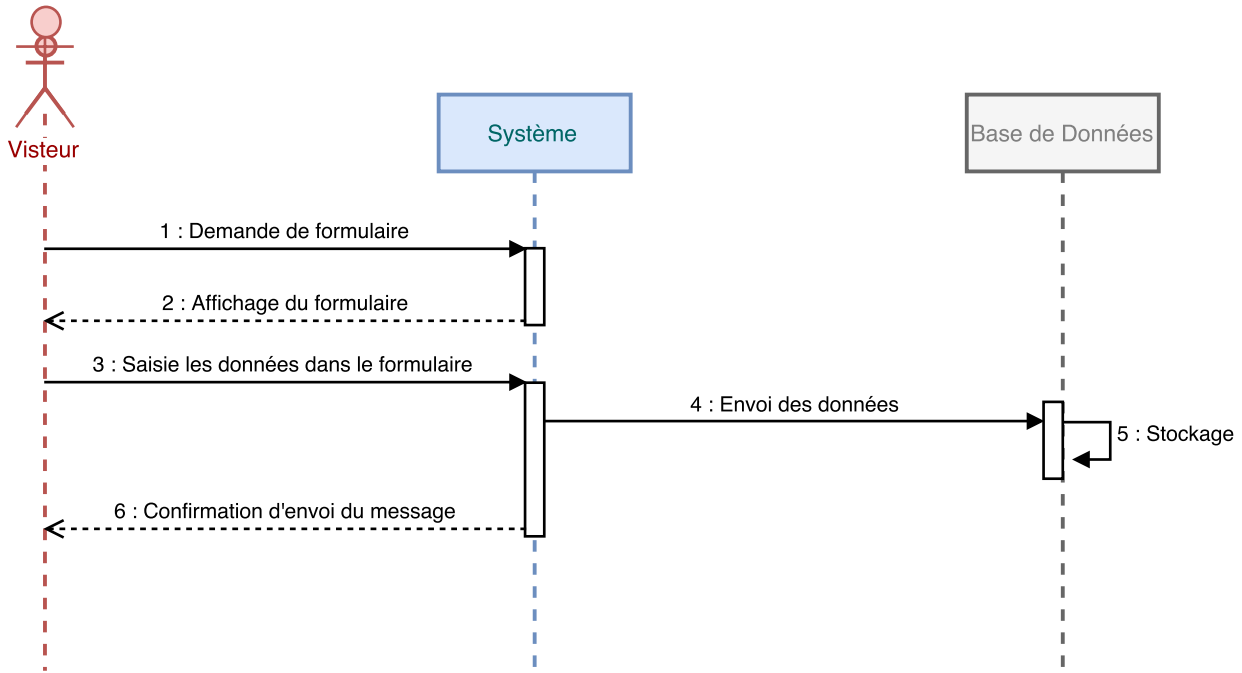 Visteur
Système
Base de Données
1 : Demande de formulaire
2 : Affichage du formulaire
3 : Saisie les données dans le formulaire
4 : Envoi des données
5 : Stockage
6 : Confirmation d'envoi du message